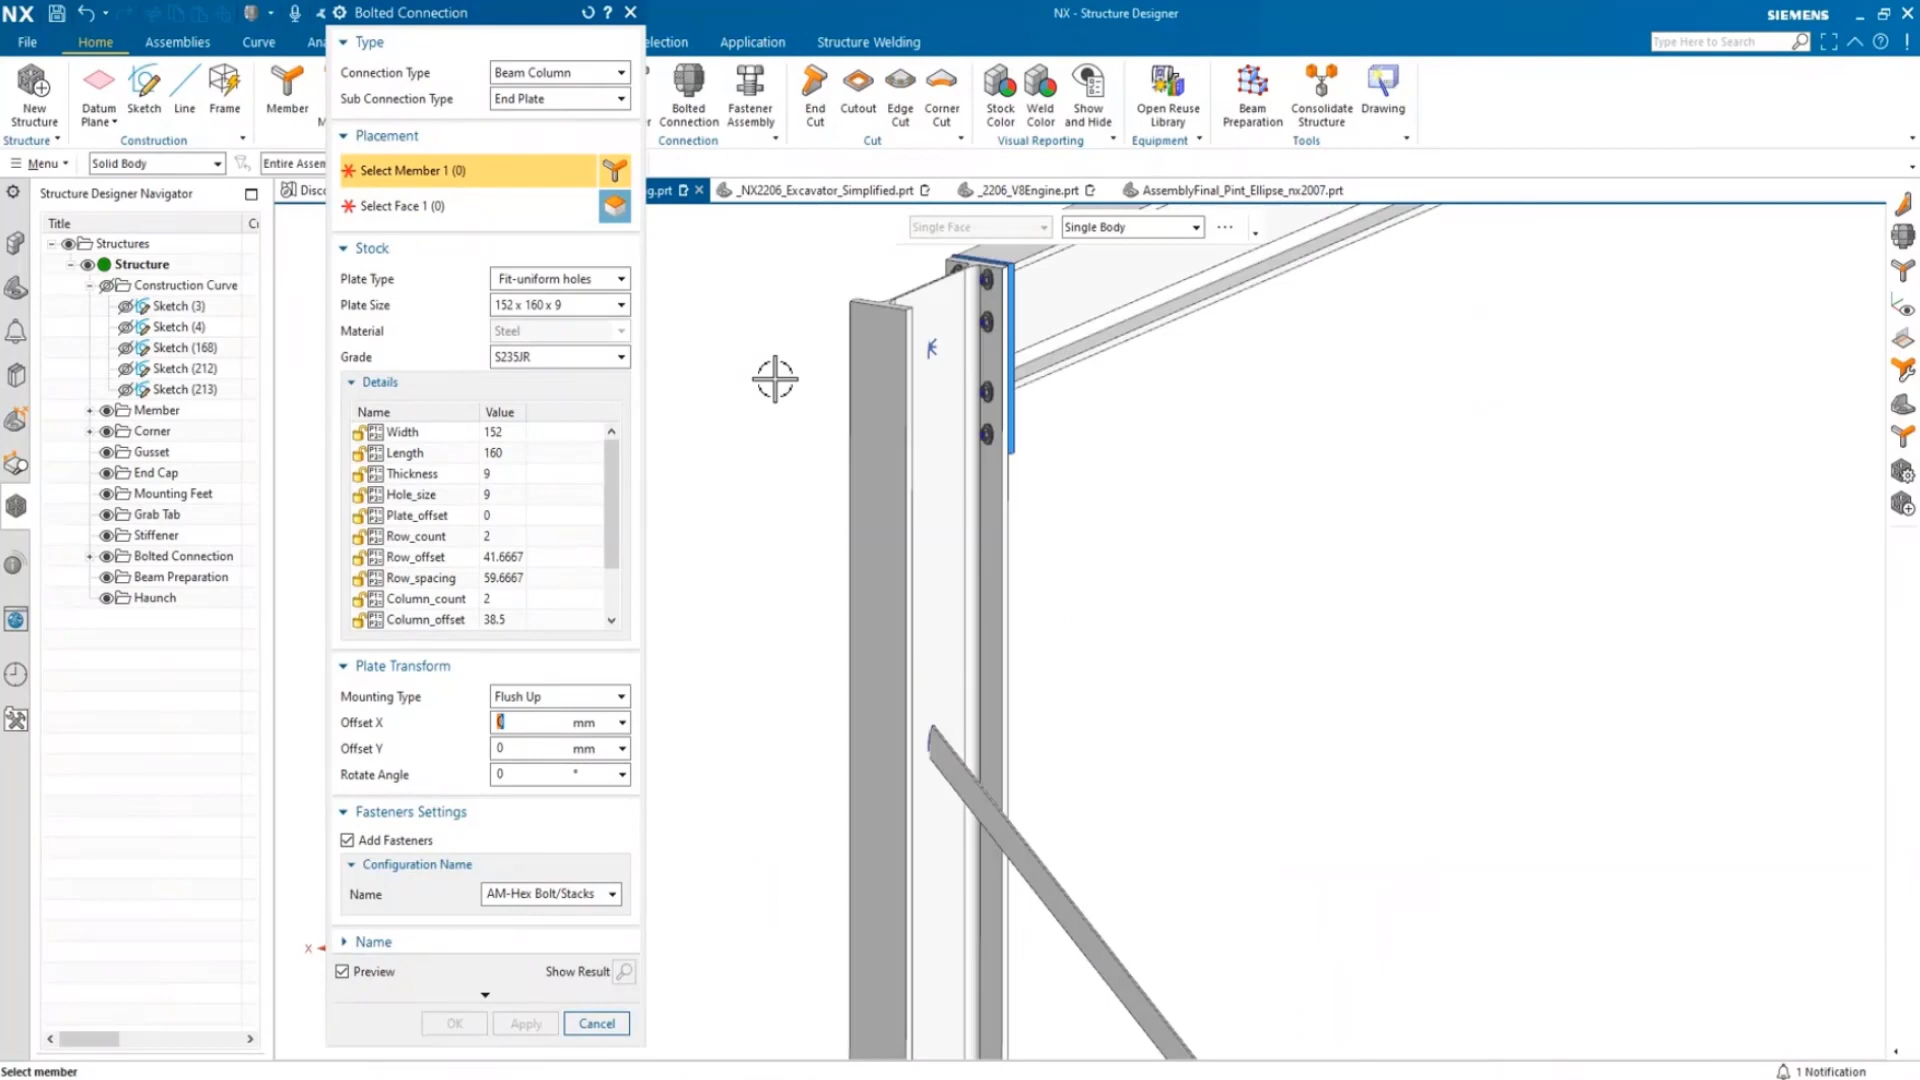 NX
Bolted Connection
NX - Structure Designer
SIEMENS
File
Home
Assemblies
Curve
election
Application
Structure Welding
Type Here to Search
New Structure
Datum Plane
Sketch
Line
Frame
Member
Bolted Connection
Fastener Assembly
End Cut
Cutout
Edge Cut
Corner Cut
Stock Color
Weld Color
Show and Hide
Open Reuse Library
Beam Preparation
Consolidate Structure
Drawing
Structure
Construction
Connection
Cut
Visual Reporting
Equipment
Tools
Menu
Solid Body
Entire Assem
Structure Designer Navigator
Disco
g.prt
_NX2206_Excavator_Simplified.prt
_2206_V8Engine.prt
AssemblyFinal_Pint_Ellipse_nx2007.prt
Single Face
Single Body
Title
Structures
Structure
Construction Curve
Sketch (3)
Sketch (4)
Sketch (168)
Sketch (212)
Sketch (213)
Member
Corner
Gusset
End Cap
Mounting Feet
Grab Tab
Stiffener
Bolted Connection
Beam Preparation
Haunch
Type
Connection Type Beam Column
Sub Connection Type End Plate
Placement
Select Member 1 (0)
Select Face 1 (0)
Stock
Plate Type Fit-uniform holes
Plate Size 152 x 160 x 9
Material Steel
Grade S235JR
Details
Name Value
Width 152
Length 160
Thickness 9
Hole_size 9
Plate_offset 0
Row_count 2
Row_offset 41.6667
Row_spacing 59.6667
Column_count 2
Column_offset 38.5
Plate Transform
Mounting Type Flush Up
Offset X 0 mm
Offset Y 0 mm
Rotate Angle 0 °
Fasteners Settings
Add Fasteners
Configuration Name
Name AM-Hex Bolt/Stacks
Name
Preview
Show Result
OK
Apply
Cancel
X
Select member
1 Notification